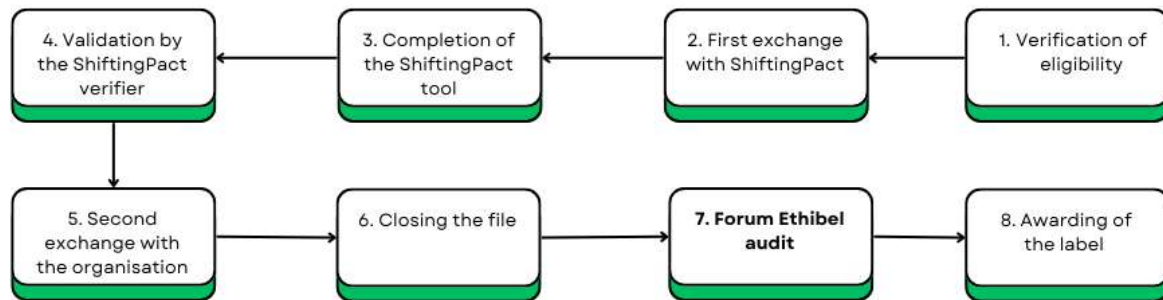 1. Verification of
eligibility
2. First exchange
with ShiftingPact
3. Completion of
the ShiftingPact
tool
4. Validation by
the ShiftingPact
verifier
5. Second
exchange with
the organisation
6. Closing the file
7. Forum Ethibel
audit
8. Awarding of
the label